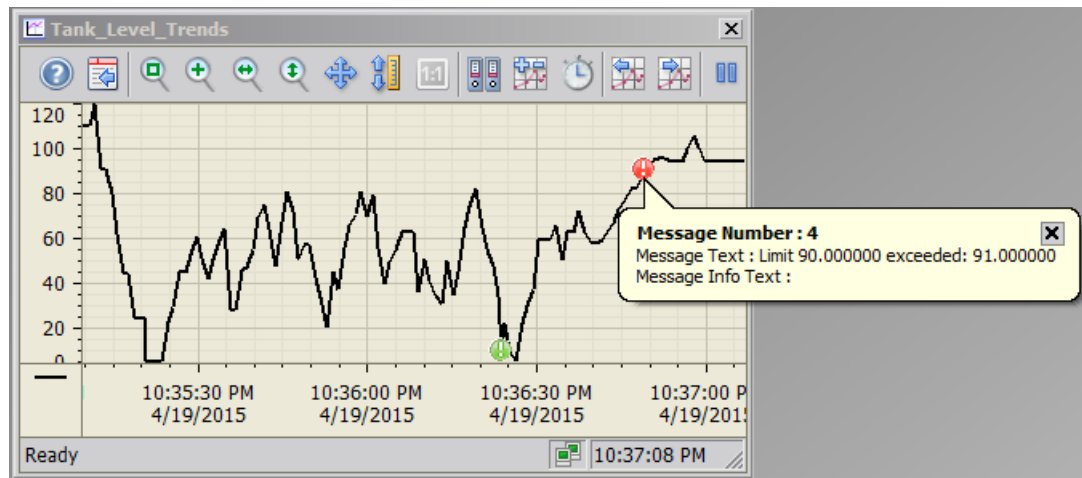 Tank_Level_Trends
1:1
120
100
80
60
40
20
0
Message Number : 4
Message Text : Limit 90.000000 exceeded: 91.000000
Message Info Text :
10:35:30 PM 10:36:00 PM 10:36:30 PM 10:37:00 P
4/19/2015 4/19/2015 4/19/2015 4/19/201
Ready 10:37:08 PM